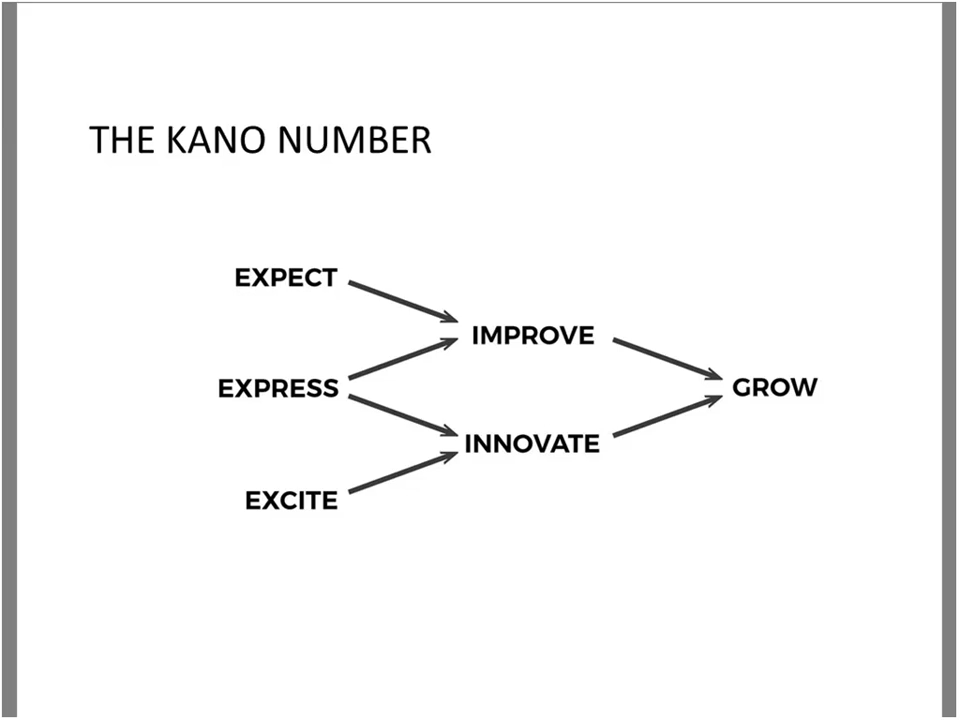 THE KANO NUMBER
EXPECT
IMPROVE
EXPRESS
GROW
INNOVATE
EXCITE